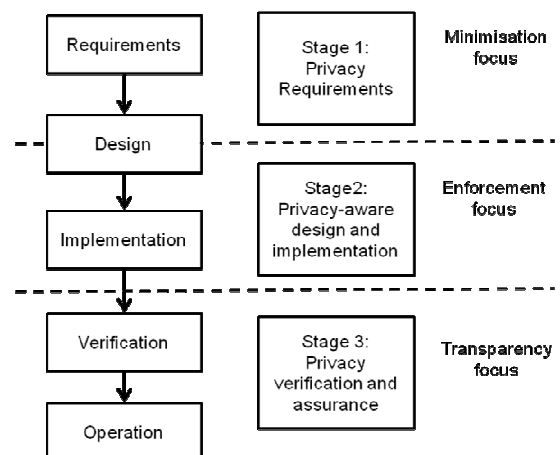 Requirements
Stage 1:
Privacy
Requirements
Minimisation
focus
Design
Implementation
Stage2:
Privacy-aware
design and
implementation
Enforcement
focus
Verification
Operation
Stage 3:
Privacy
verification and
assurance
Transparency
focus